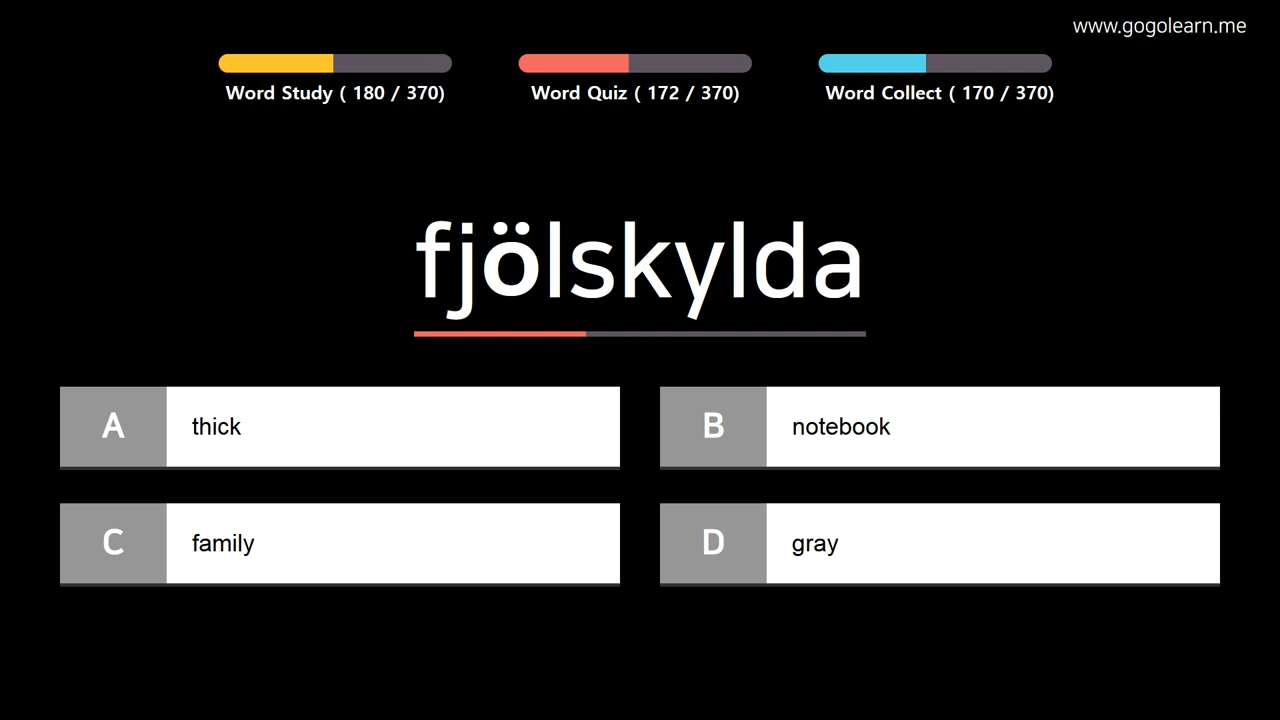 www.gogolearn.me
Word Study ( 180 / 370)
Word Quiz ( 172 / 370)
Word Collect ( 170 / 370)
fjölskylda
A thick
B notebook
C family
D gray